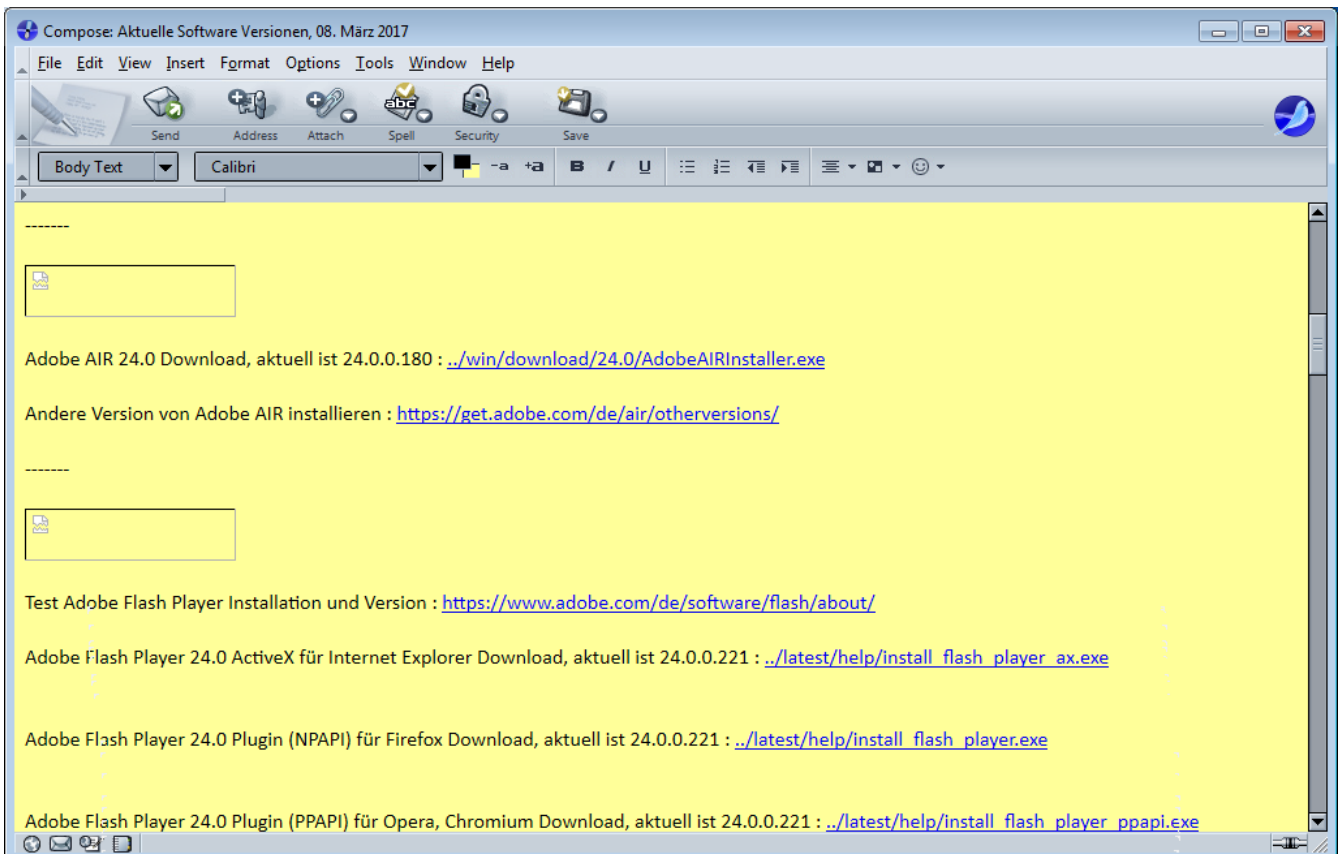 Compose: Aktuelle Software Versionen, 08. März 2017
File Edit View Insert Format Options Tools Window Help
abc
Send Address Attach Spell Security Save
Body Text Calibri -a +a B I U
-------
Adobe AIR 24.0 Download, aktuell ist 24.0.0.180 : ../win/download/24.0/AdobeAIRInstaller.exe
Andere Version von Adobe AIR installieren : https://get.adobe.com/de/air/otherversions/
-------
Test Adobe Flash Player Installation und Version : https://www.adobe.com/de/software/flash/about/
Adobe Flash Player 24.0 ActiveX für Internet Explorer Download, aktuell ist 24.0.0.221 : ../latest/help/install_flash_player_ax.exe
Adobe Flash Player 24.0 Plugin (NPAPI) für Firefox Download, aktuell ist 24.0.0.221 : ../latest/help/install_flash_player.exe
Adobe Flash Player 24.0 Plugin (PPAPI) für Opera, Chromium Download, aktuell ist 24.0.0.221 : ../latest/help/install_flash_player_ppapi.exe